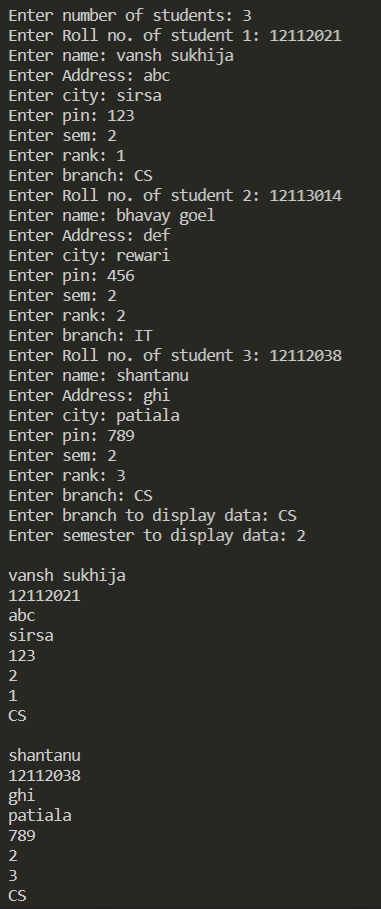 Enter number of students: 3
Enter Roll no. of student 1: 12112021
Enter name: vansh sukhija
Enter Address: abc
Enter city: sirsa
Enter pin: 123
Enter sem: 2
Enter rank: 1
Enter branch: CS
Enter Roll no. of student 2: 12113014
Enter name: bhavay goel
Enter Address: def
Enter city: rewari
Enter pin: 456
Enter sem: 2
Enter rank: 2
Enter branch: IT
Enter Roll no. of student 3: 12112038
Enter name: shantanu
Enter Address: ghi
Enter city: patiala
Enter pin: 789
Enter sem: 2
Enter rank: 3
Enter branch: CS
Enter branch to display data: CS
Enter semester to display data: 2

vansh sukhija
12112021
abc
sirsa
123
2
1
CS

shantanu
12112038
ghi
patiala
789
2
3
CS